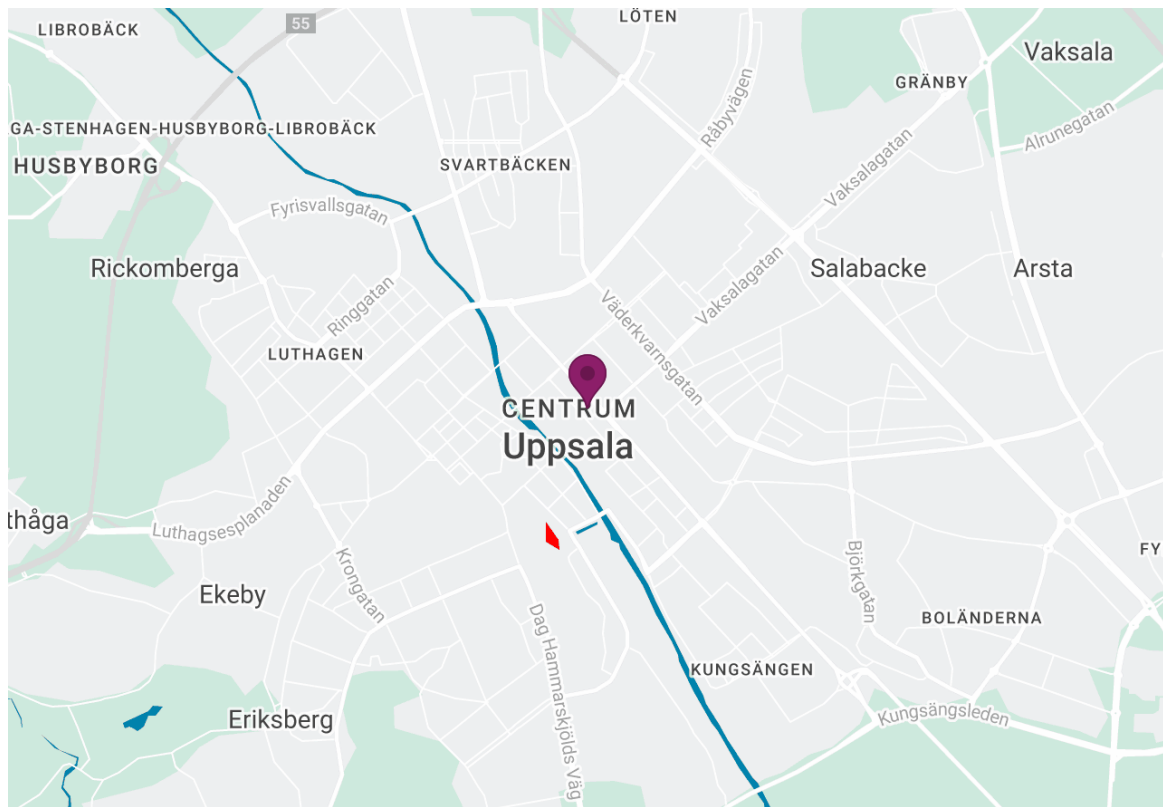 LÖTEN
55
LIBROBÄCK
Vaksala
GRÄNBY
Råbyvägen
Alrunegatan
GA-STENHAGEN-HUSBYBORG-LIBROBÄCK
HUSBYBORG
SVARTBÄCKEN
Vaksalagatan
Fyrisvallsgatan
Rickomberga
Salabacke
Arsta
Vaksalagatan
Ringgatan
Väderkvarnsgatan
LUTHAGEN
CENTRUM
Uppsala
Luthagsesplanaden
thåga
FY
Björkgatan
Krongatan
Ekeby
BOLÄNDERNA
Dag Hammarskjölds Väg
KUNGSÄNGEN
Eriksberg
Kungsängsleden